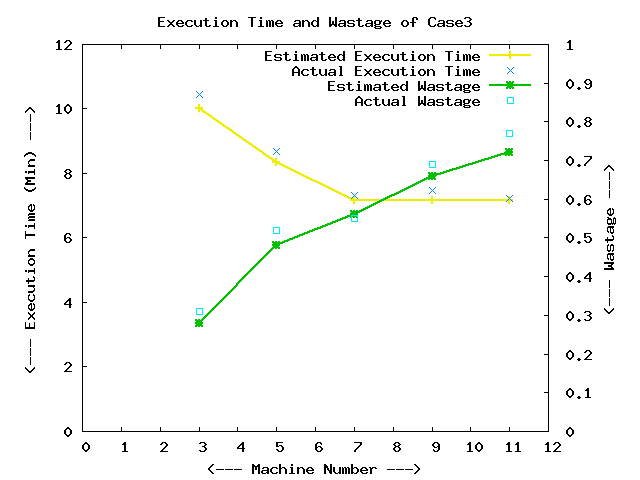 Execution Time and Wastage of Case3
Estimated Execution Time
Actual Execution Time
Estimated Wastage
Actual Wastage
12
10
8
6
4
2
0
1
0.9
0.8
0.7
0.6
0.5
0.4
0.3
0.2
0.1
0
<--- Execution Time (Min) --->
<--- Wastage --->
0 1 2 3 4 5 6 7 8 9 10 11 12
<--- Machine Number --->